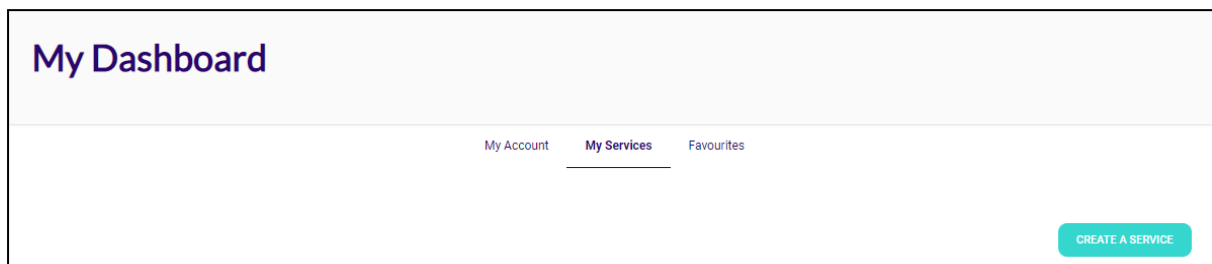 My Dashboard
My Account My Services Favourites
CREATE A SERVICE